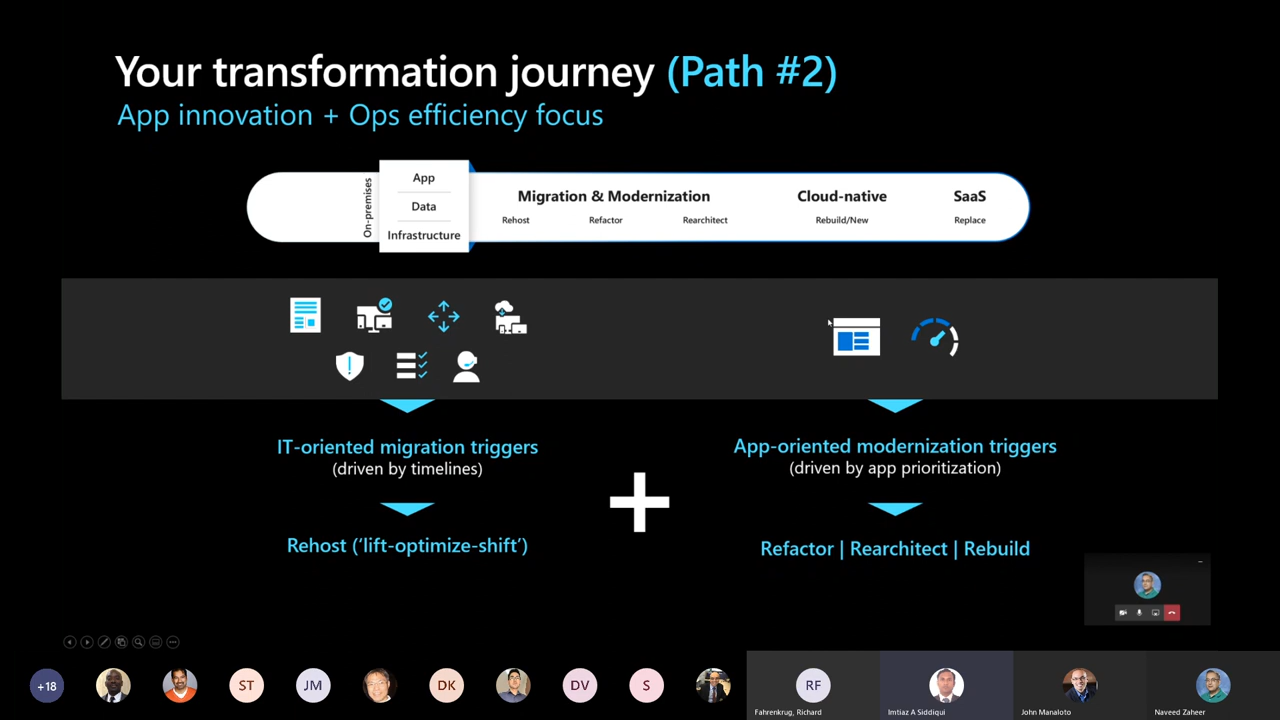 Your transformation journey (Path #2)
App innovation + Ops efficiency focus
On-premises
App
Data
Infrastructure
Migration & Modernization
Rehost
Refactor
Rearchitect
Cloud-native
Rebuild/New
SaaS
Replace
IT-oriented migration triggers
(driven by timelines)
Rehost (‘lift-optimize-shift’)
App-oriented modernization triggers
(driven by app prioritization)
Refactor | Rearchitect | Rebuild
+18
ST
JM
DK
DV
S
RF
Fahrenkrug, Richard
Imtiaz A Siddiqui
John Manaloto
Naveed Zaheer